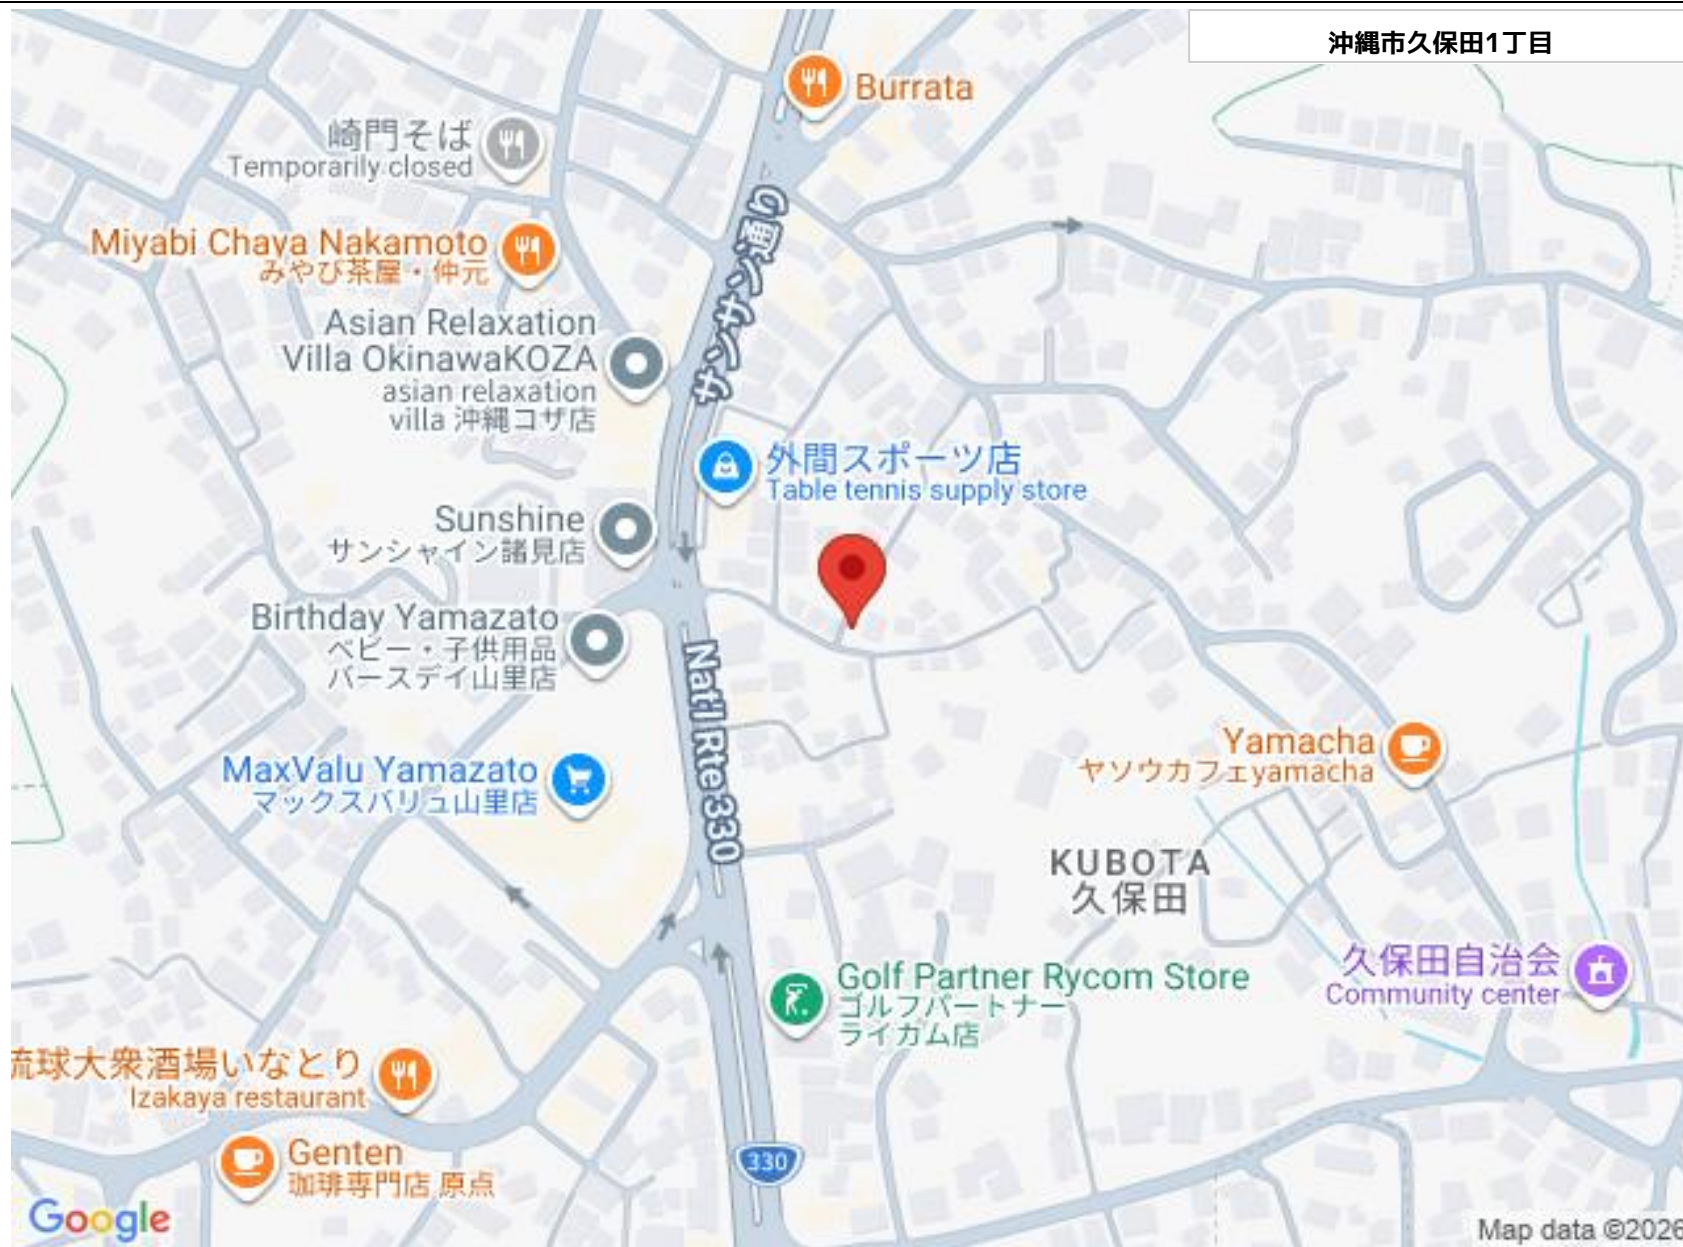 沖縄市久保田1丁目
Burrata
崎門そば
Temporarily closed
サンサン通り
Miyabi Chaya Nakamoto
みやび茶屋・仲元
Asian Relaxation
Villa OkinawaKOZA
asian relaxation
villa 沖縄コザ店
外間スポーツ店
Table tennis supply store
Sunshine
サンシャイン諸見店
Birthday Yamazato
ベビー・子供用品
バースデイ山里店
Nat'l Rte 330
Yamacha
ヤソウカフェyamacha
MaxValu Yamazato
マックスバリュ山里店
KUBOTA
久保田
久保田自治会
Community center
Golf Partner Rycom Store
ゴルフパートナー
ライカム店
琉球大衆酒場いなとり
Izakaya restaurant
Genten
珈琲専門店 原点
330
Google
Map data ©2026